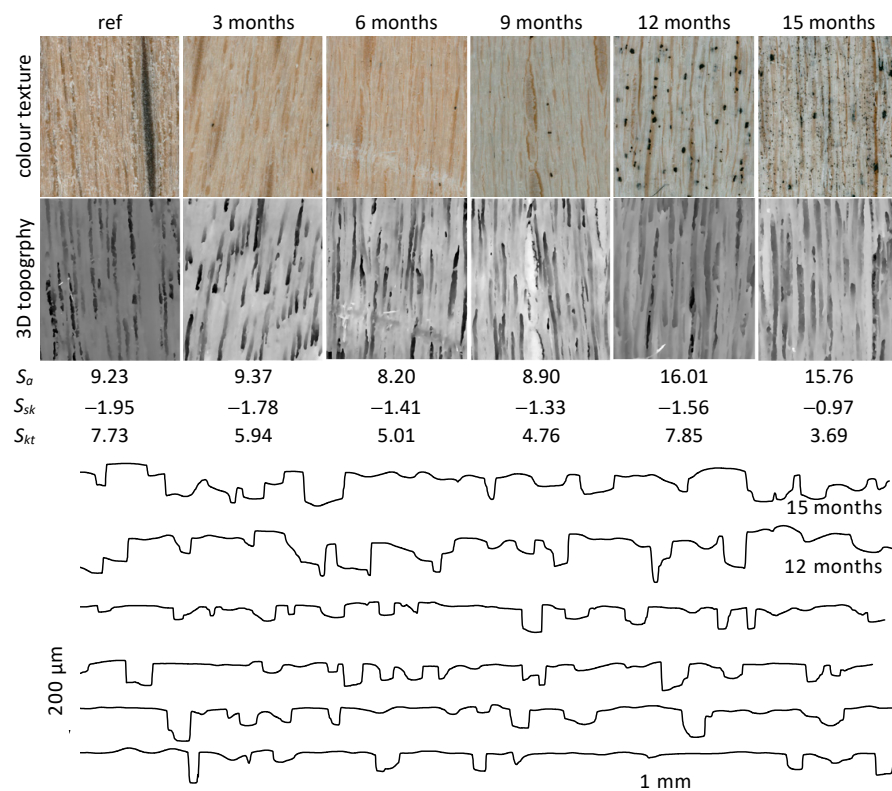 ref 3 months 6 months 9 months 12 months 15 months
colour texture
3D topogrphy
Sa 9.23 9.37 8.20 8.90 16.01 15.76
Ssk −1.95 −1.78 −1.41 −1.33 −1.56 −0.97
Skt 7.73 5.94 5.01 4.76 7.85 3.69
15 months
12 months
200 µm
1 mm